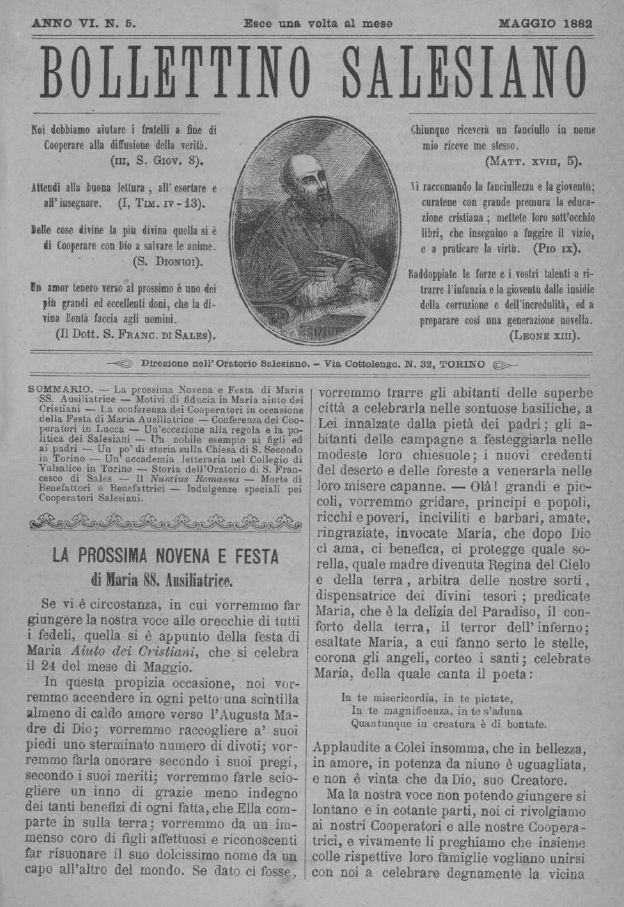 ANNO VI. N. 5.
Esce una volta al mese
MAGGIO 1882
BOLLETTINO SALESIANO
Noi dobbiamo aiutare i fratelli a fine di
Cooperare alla diffusione della verità.
(III, S. GIOV. 8).
Attendi alla buona lettura, all' esortare e
all' insegnare. (I, TIM. IV - 13).
Delle cose divine la più divina quella si è
di Cooperare con Dio a salvare le anime.
(S. DIONIGI).
Un amor tenero verso al prossimo è uno dei
più grandi ed eccellenti doni, che la di-
vina Bontà faccia agli uomini.
(Il Dott. S. FRANC. DI SALES).
Chiunque riceverà un fanciullo in nome
mio riceve me stesso.
(MATT. XVIII, 5).
Vi raccomando la fanciullezza e la gioventù;
curatene con grande premura la educa-
zione cristiana; mettete loro sott'occhio
libri, che insegnino a fuggire il vizio,
e a praticare la virtù. (PIO IX).
Raddoppiate le forze e i vostri talenti a ri-
trarre l'infanzia e la gioventù dalle insidie
della corruzione e dell'incredulità, ed a
preparare così una generazione novella.
(LEONE XIII).
Direzione nell'Oratorio Salesiano. - Via Cottolengo. N. 32, TORINO
SOMMARIO. — La prossima Novena e Festa di Maria
SS. Ausiliatrice — Motivi di fiducia in Maria aiuto dei
Cristiani — La conferenza dei Cooperatori in occasione
della Festa di Maria Ausiliatrice — Conferenza dei Coo-
peratori in Lucca — Un'eccezione alla regola e la po-
litica dei Salesiani — Un nobile esempio ai figli ed
ai padri — Un po' di storia sulla Chiesa di S. Secondo
in Torino — Un' accademia letteraria nel Collegio di
Valsalice in Torino — Storia dell'Oratorio di S. Fran-
cesco di Sales — Il Nuntius Romanus — Morte di
Benefattori e Benefattrici — Indulgenze speciali pei
Cooperatori Salesiani.
LA PROSSIMA NOVENA E FESTA
di Maria SS. Ausiliatrice.
Se vi è circostanza, in cui vorremmo far
giungere la nostra voce alle orecchie di tutti
i fedeli, quella si è appunto della festa di
Maria Aiuto dei Cristiani, che si celebra
il 24 del mese di Maggio.
In questa propizia occasione, noi vor-
remmo accendere in ogni petto una scintilla
almeno di caldo amore verso l'Augusta Ma-
dre di Dio; vorremmo raccogliere a' suoi
piedi uno sterminato numero di divoti; vor-
remmo farla onorare secondo i suoi pregi,
secondo i suoi meriti; vorremmo farle scio-
gliere un inno di grazie meno indegno
dei tanti benefizi di ogni fatta, che Ella com-
parte in sulla terra; vorremmo da un im-
menso coro di figli affettuosi e riconoscenti
far risuonare il suo dolcissimo nome da un
capo all'altro del mondo. Se dato ci fosse,
vorremmo trarre gli abitanti delle superbe
città a celebrarla nelle sontuose basiliche, a
Lei innalzate dalla pietà dei padri; gli a-
bitanti delle campagne a festeggiarla nelle
modeste loro chiesuole; i nuovi credenti
del deserto e delle foreste a venerarla nelle
loro misere capanne. — Olà! grandi e pic-
coli, vorremmo gridare, principi e popoli,
ricchi e poveri, inciviliti e barbari, amate,
ringraziate, invocate Maria, che dopo Dio
ci ama, ci benefica, ci protegge quale so-
rella, quale madre divenuta Regina del Cielo
e della terra, arbitra delle nostre sorti,
dispensatrice dei divini tesori; predicate
Maria, che è la delizia del Paradiso, il con-
forto della terra, il terror dell'inferno;
esaltate Maria, a cui fanno serto le stelle,
corona gli angeli, corteo i santi; celebrate
Maria, della quale canta il poeta:
In te misericordia, in te pietate,
In te magnificenza, in te s'aduna
Quantunque in creatura è di bontate.
Applaudite a Colei insomma, che in bellezza,
in amore, in potenza da niuno è uguagliata,
e non è vinta che da Dio, suo Creatore.
Ma la nostra voce non potendo giungere sì
lontano e in cotante parti, noi ci rivolgiamo
ai nostri Cooperatori e alle nostre Coopera-
trici, e vivamente li preghiamo che insieme
colle rispettive loro famiglie vogliano unirsi
con noi a celebrare degnamente la vicina